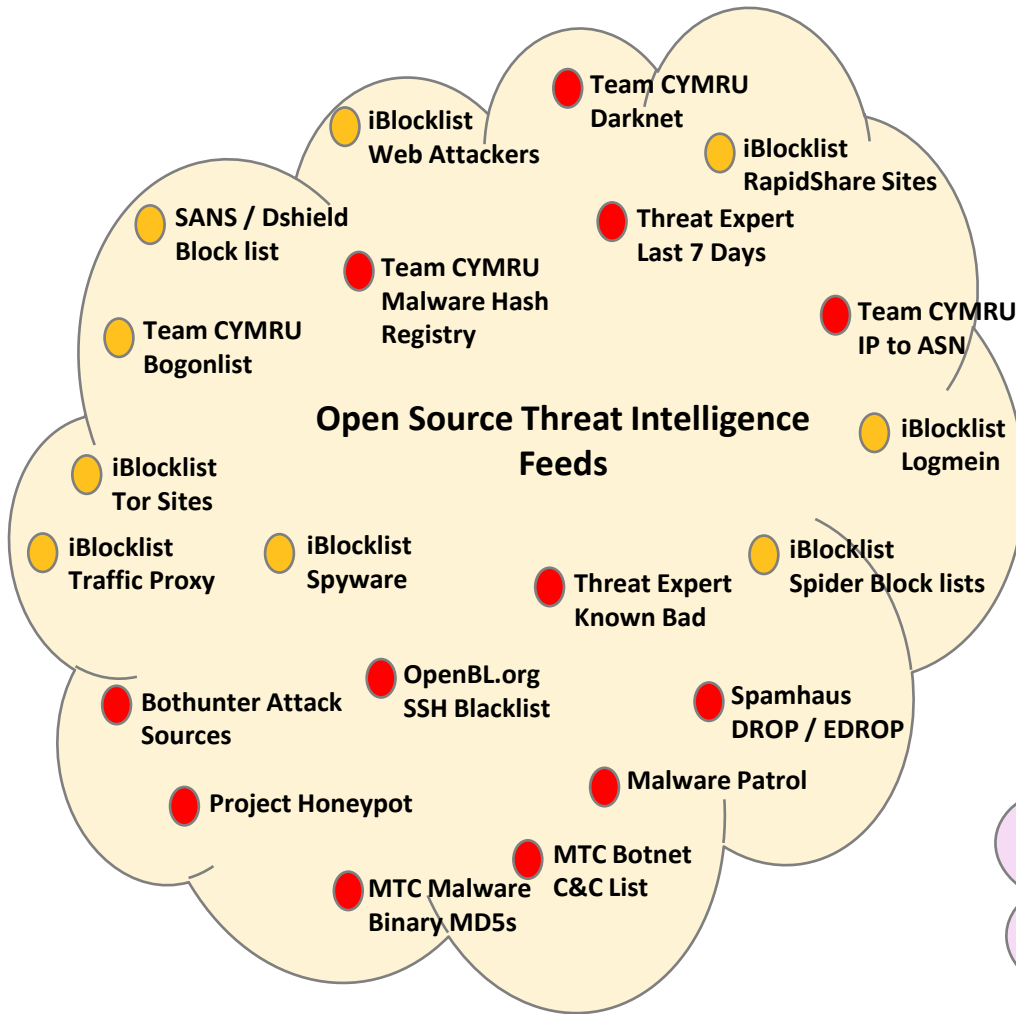 Team CYMRU
Darknet
iBlocklist
Web Attackers
iBlocklist
RapidShare Sites
SANS / Dshield
Block list
Threat Expert
Last 7 Days
Team CYMRU
Malware Hash
Registry
Team CYMRU
IP to ASN
Team CYMRU
Bogonlist
Open Source Threat Intelligence
Feeds
iBlocklist
Logmein
iBlocklist
Tor Sites
iBlocklist
Traffic Proxy
iBlocklist
Spyware
iBlocklist
Spider Block lists
Threat Expert
Known Bad
OpenBL.org
SSH Blacklist
Bothunter Attack
Sources
Spamhaus
DROP / EDROP
Malware Patrol
Project Honeypot
MTC Botnet
C&C List
MTC Malware
Binary MD5s